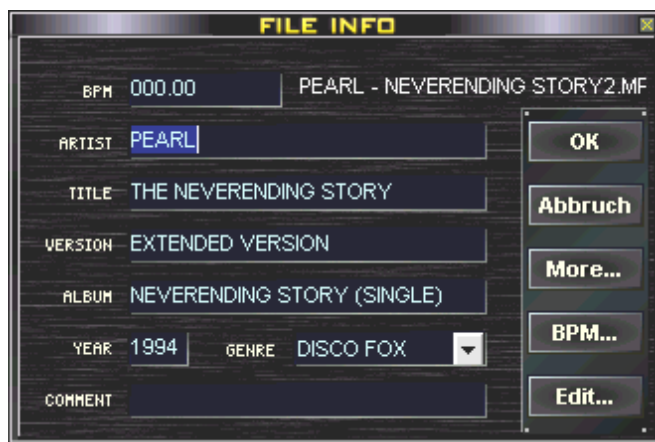 FILE INFO
BPM 000.00 PEARL - NEVERENDING STORY2.MF
ARTIST PEARL OK
TITLE THE NEVERENDING STORY Abbruch
VERSION EXTENDED VERSION More...
ALBUM NEVERENDING STORY (SINGLE)
YEAR 1994 GENRE DISCO FOX BPM...
COMMENT Edit...